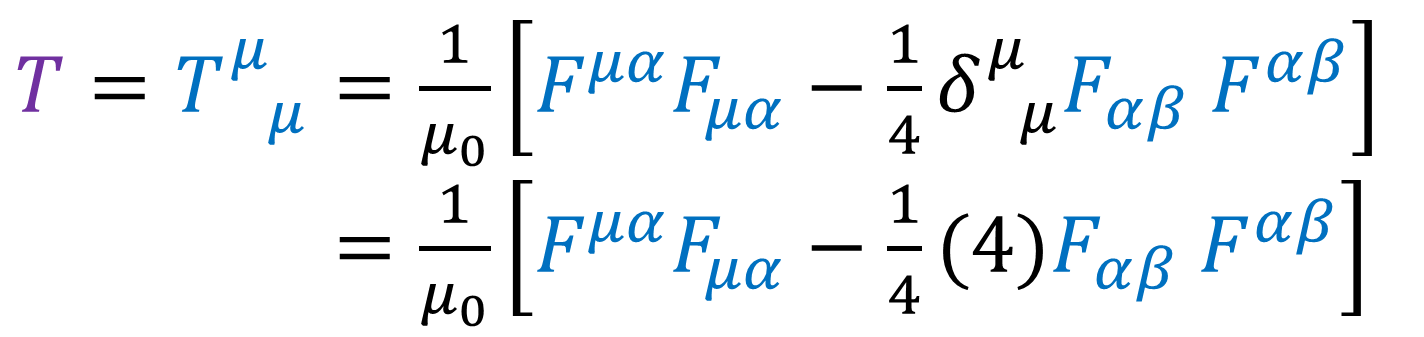 T = T^μ_μ = 1/μ₀ [F^{μα}F_{μα} − 1/4 δ^μ_μ F_{αβ} F^{αβ}]
= 1/μ₀ [F^{μα}F_{μα} − 1/4 (4)F_{αβ} F^{αβ}]